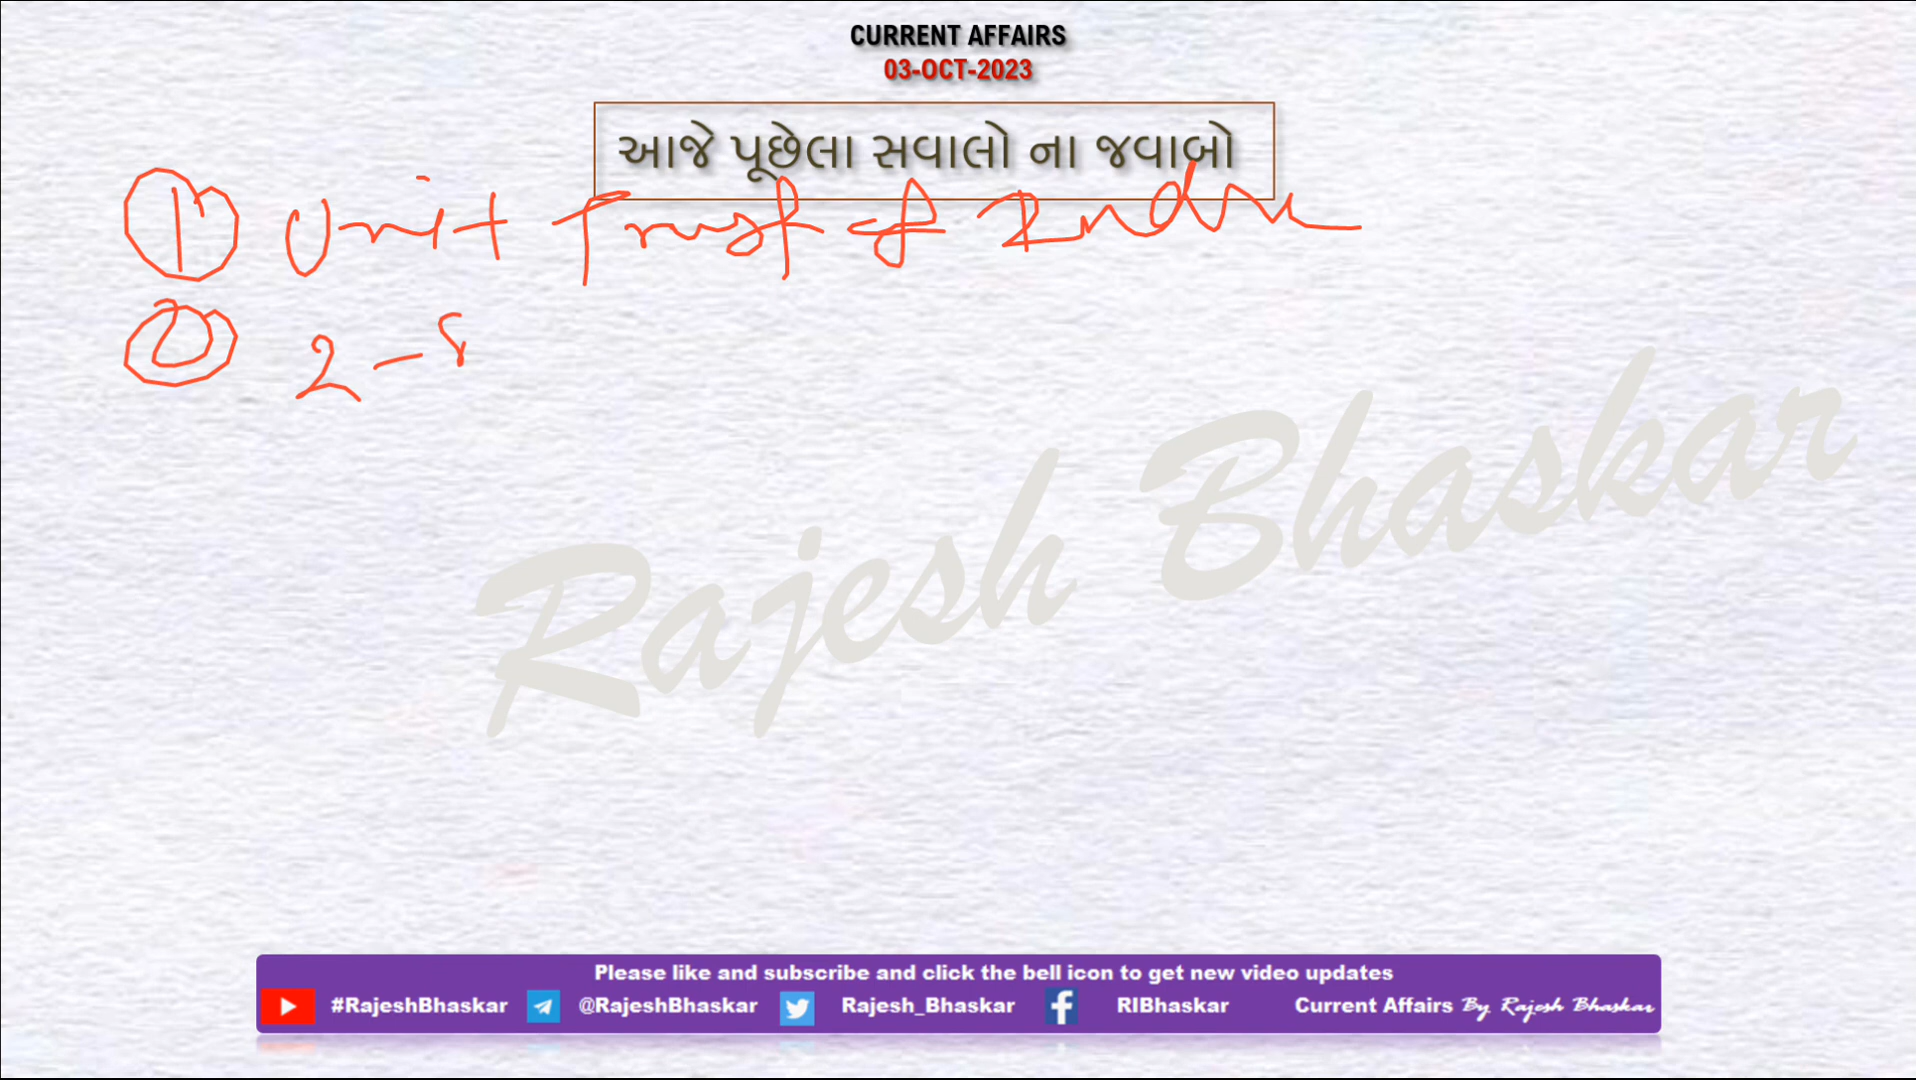 CURRENT AFFAIRS
03-OCT-2023
આજે પૂછેલા સવાલો ના જવાબો
① Unit Trust of India
② 2 -
Rajesh Bhaskar
Please like and subscribe and click the bell icon to get new video updates
#RajeshBhaskar @RajeshBhaskar Rajesh_Bhaskar RIBhaskar Current Affairs By Rajesh Bhaskar